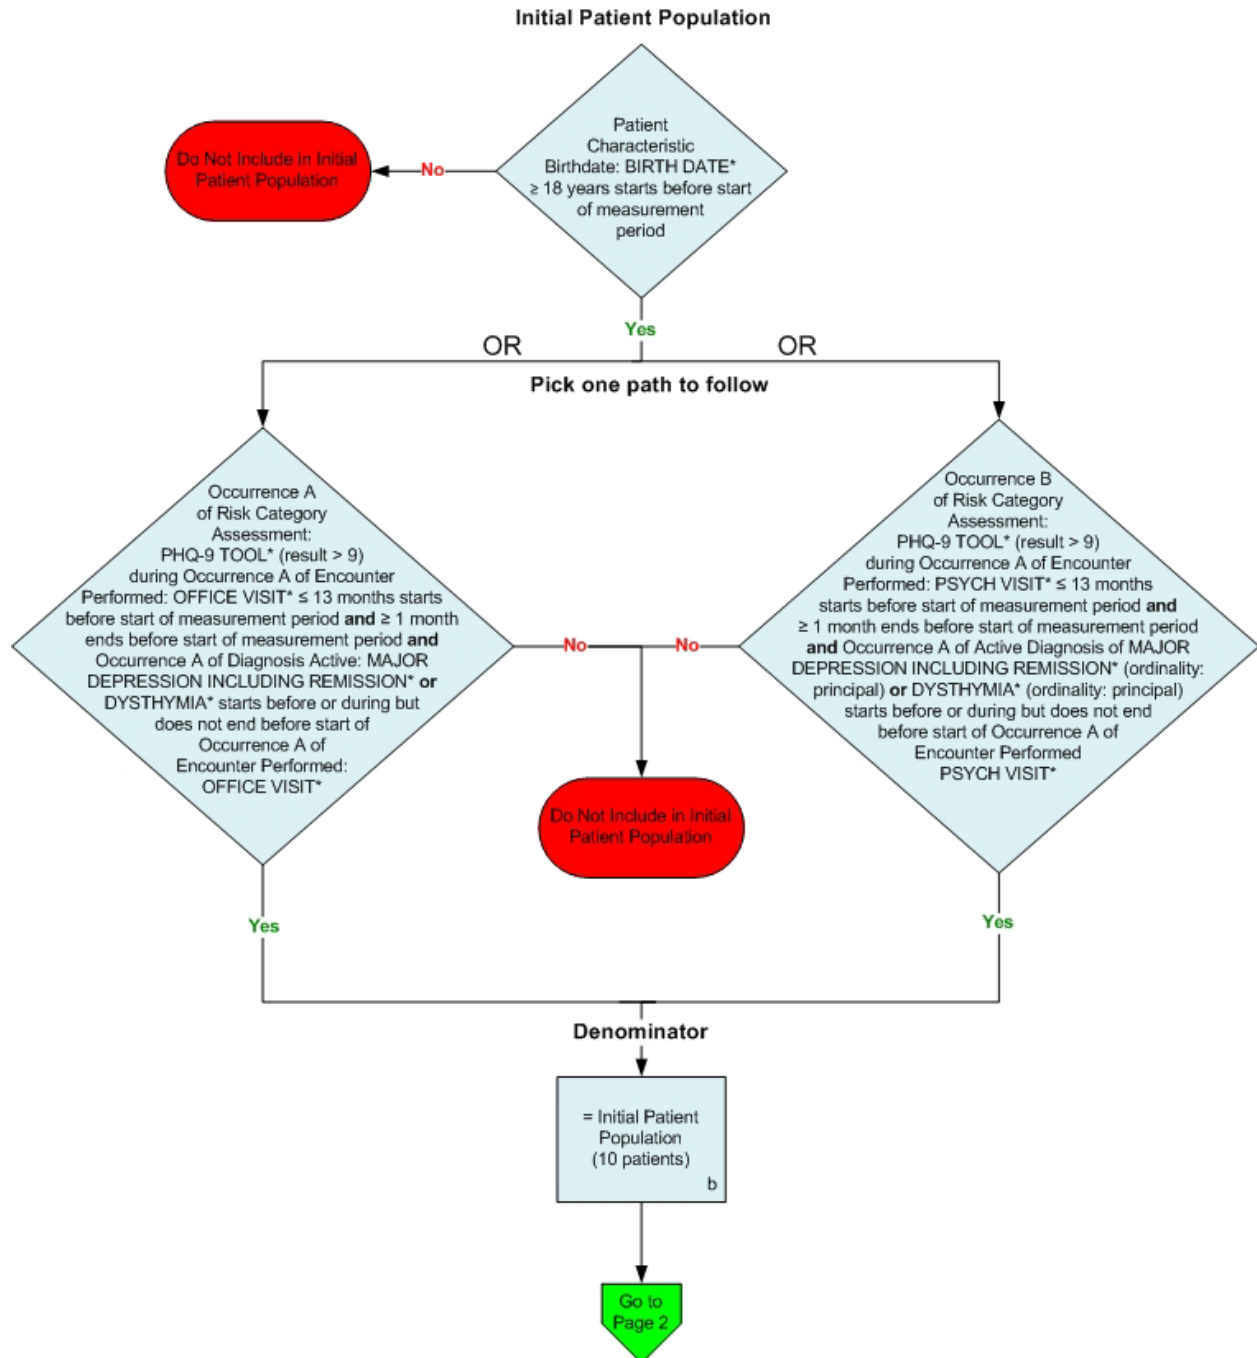 Initial Patient Population
Patient
Characteristic
Birthdate: BIRTH DATE*
≥ 18 years starts before start
of measurement
period
No
Do Not Include in Initial
Patient Population
Yes
OR
OR
Pick one path to follow
Occurrence A
of Risk Category
Assessment:
PHQ-9 TOOL* (result > 9)
during Occurrence A of Encounter
Performed: OFFICE VISIT* ≤ 13 months starts
before start of measurement period and ≥ 1 month
ends before start of measurement period and
Occurrence A of Diagnosis Active: MAJOR
DEPRESSION INCLUDING REMISSION* or
DYSTHYMIA* starts before or during but
does not end before start of
Occurrence A of
Encounter Performed:
OFFICE VISIT*
Occurrence B
of Risk Category
Assessment:
PHQ-9 TOOL* (result > 9)
during Occurrence A of Encounter
Performed: PSYCH VISIT* ≤ 13 months
starts before start of measurement period and
≥ 1 month ends before start of measurement period
and Occurrence A of Active Diagnosis of MAJOR
DEPRESSION INCLUDING REMISSION* (ordinality:
principal) or DYSTHYMIA* (ordinality: principal)
starts before or during but does not end
before start of Occurrence A of
Encounter Performed
PSYCH VISIT*
No
No
Do Not Include in Initial
Patient Population
Yes
Yes
Denominator
= Initial Patient
Population
(10 patients)
b
Go to
Page 2